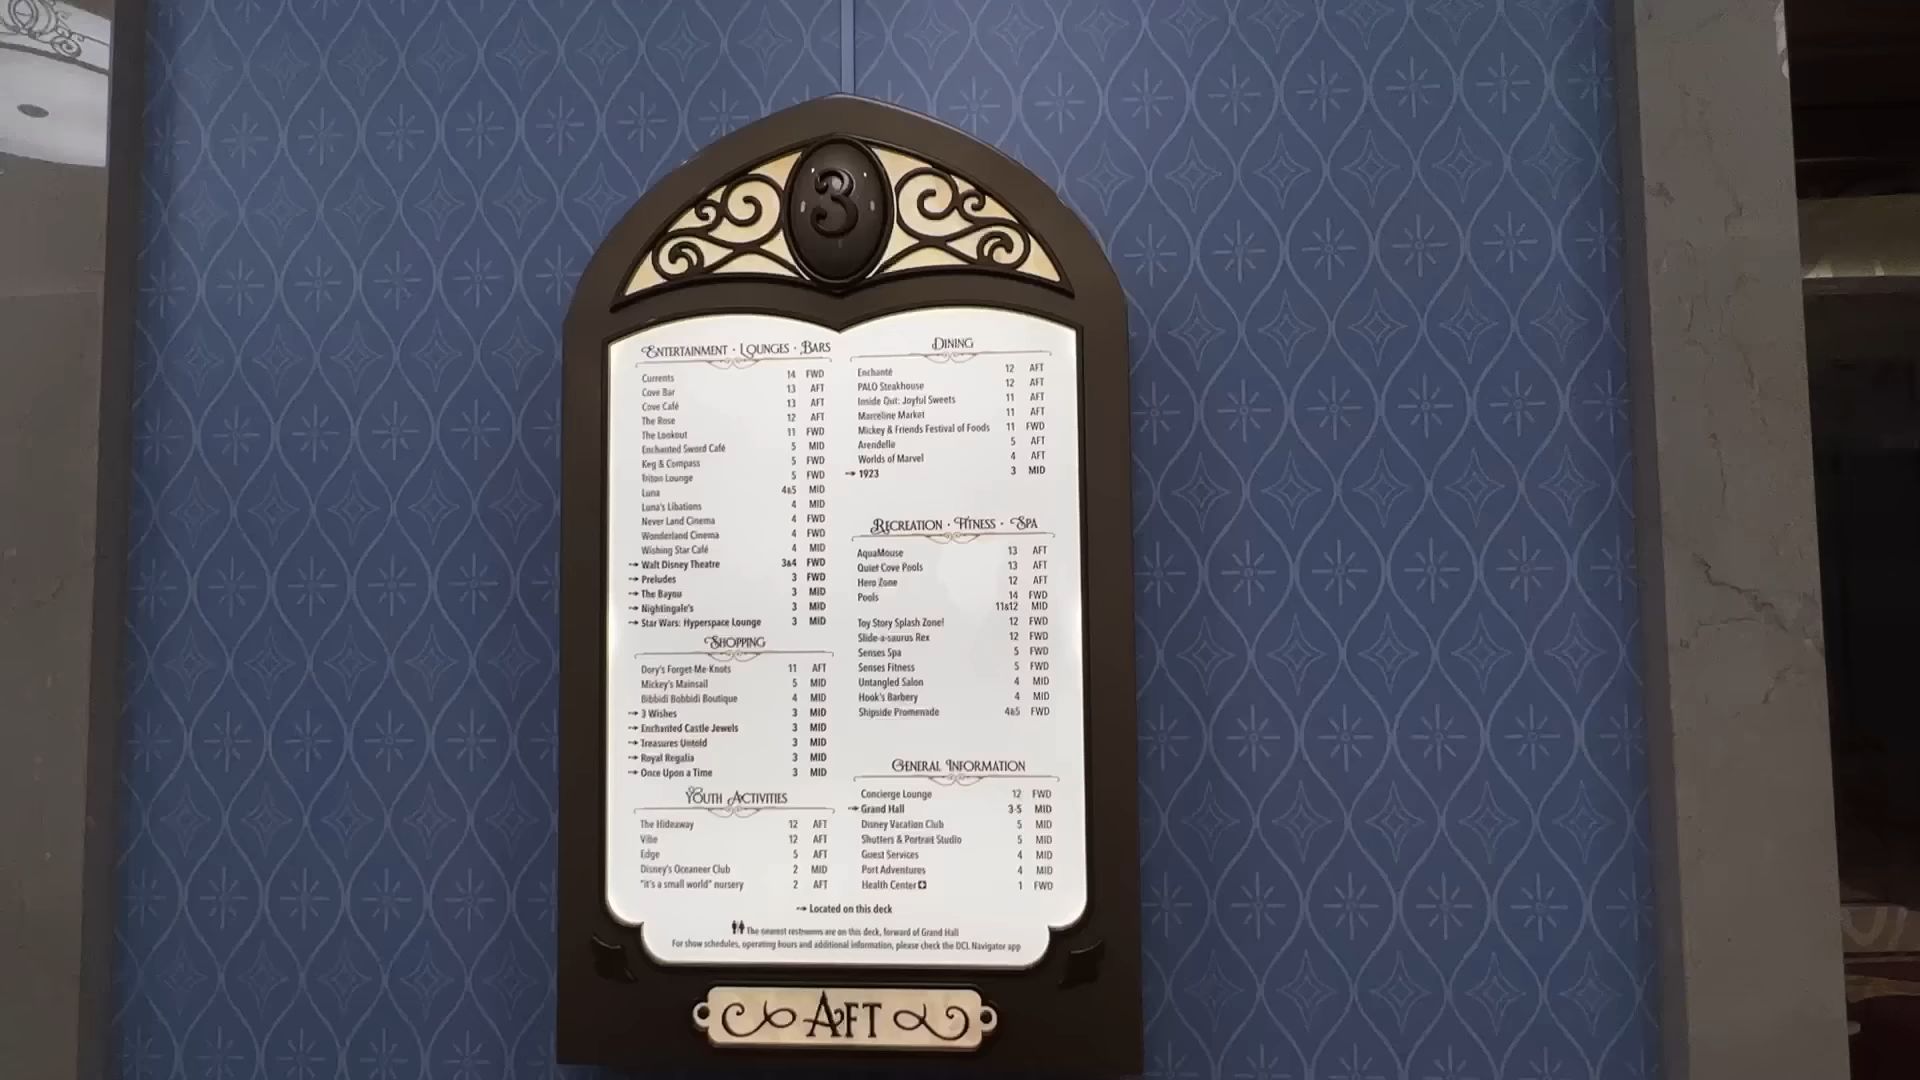 3
ENTERTAINMENT · LOUNGES · BARS
Currents 14 FWD
Cove Bar 13 AFT
Cove Café 13 AFT
The Rose 12 AFT
The Lookout 11 FWD
Enchanted Sword Café 5 MID
Keg & Compass 5 FWD
Triton Lounge 5 FWD
Luna 4&5 MID
Luna's Libations 4 MID
Never Land Cinema 4 FWD
Wonderland Cinema 4 FWD
Wishing Star Café 4 MID
→ Walt Disney Theatre 3&4 FWD
→ Preludes 3 FWD
→ The Bayou 3 MID
→ Nightingale's 3 MID
→ Star Wars: Hyperspace Lounge 3 MID
SHOPPING
Dory's Forget-Me-Knots 11 AFT
Mickey's Mainsail 5 MID
Bibbidi Bobbidi Boutique 4 MID
→ 3 Wishes 3 MID
→ Enchanted Castle Jewels 3 MID
→ Treasures Untold 3 MID
→ Royal Regalia 3 MID
→ Once Upon a Time 3 MID
YOUTH ACTIVITIES
The Hideaway 12 AFT
Vibe 12 AFT
Edge 5 AFT
Disney's Oceaneer Club 2 MID
"it's a small world" nursery 2 AFT
DINING
Enchanté 12 AFT
PALO Steakhouse 12 AFT
Inside Out: Joyful Sweets 11 AFT
Marceline Market 11 AFT
Mickey & Friends Festival of Foods 11 FWD
Arendelle 5 AFT
Worlds of Marvel 4 AFT
→ 1923 3 MID
RECREATION · FITNESS · SPA
AquaMouse 13 AFT
Quiet Cove Pools 13 AFT
Hero Zone 12 AFT
Pools 14 FWD
11&12 MID
Toy Story Splash Zone! 12 FWD
Slide-a-saurus Rex 12 FWD
Senses Spa 5 FWD
Senses Fitness 5 FWD
Untangled Salon 4 MID
Hook's Barbery 4 MID
Shipside Promenade 4&5 FWD
GENERAL INFORMATION
Concierge Lounge 12 FWD
→ Grand Hall 3-5 MID
Disney Vacation Club 5 MID
Shutters & Portrait Studio 5 MID
Guest Services 4 MID
Port Adventures 4 MID
Health Center 1 FWD
→ Located on this deck
The nearest restrooms are on this deck, forward of Grand Hall
For show schedules, operating hours and additional information, please check the DCL Navigator app
AFT